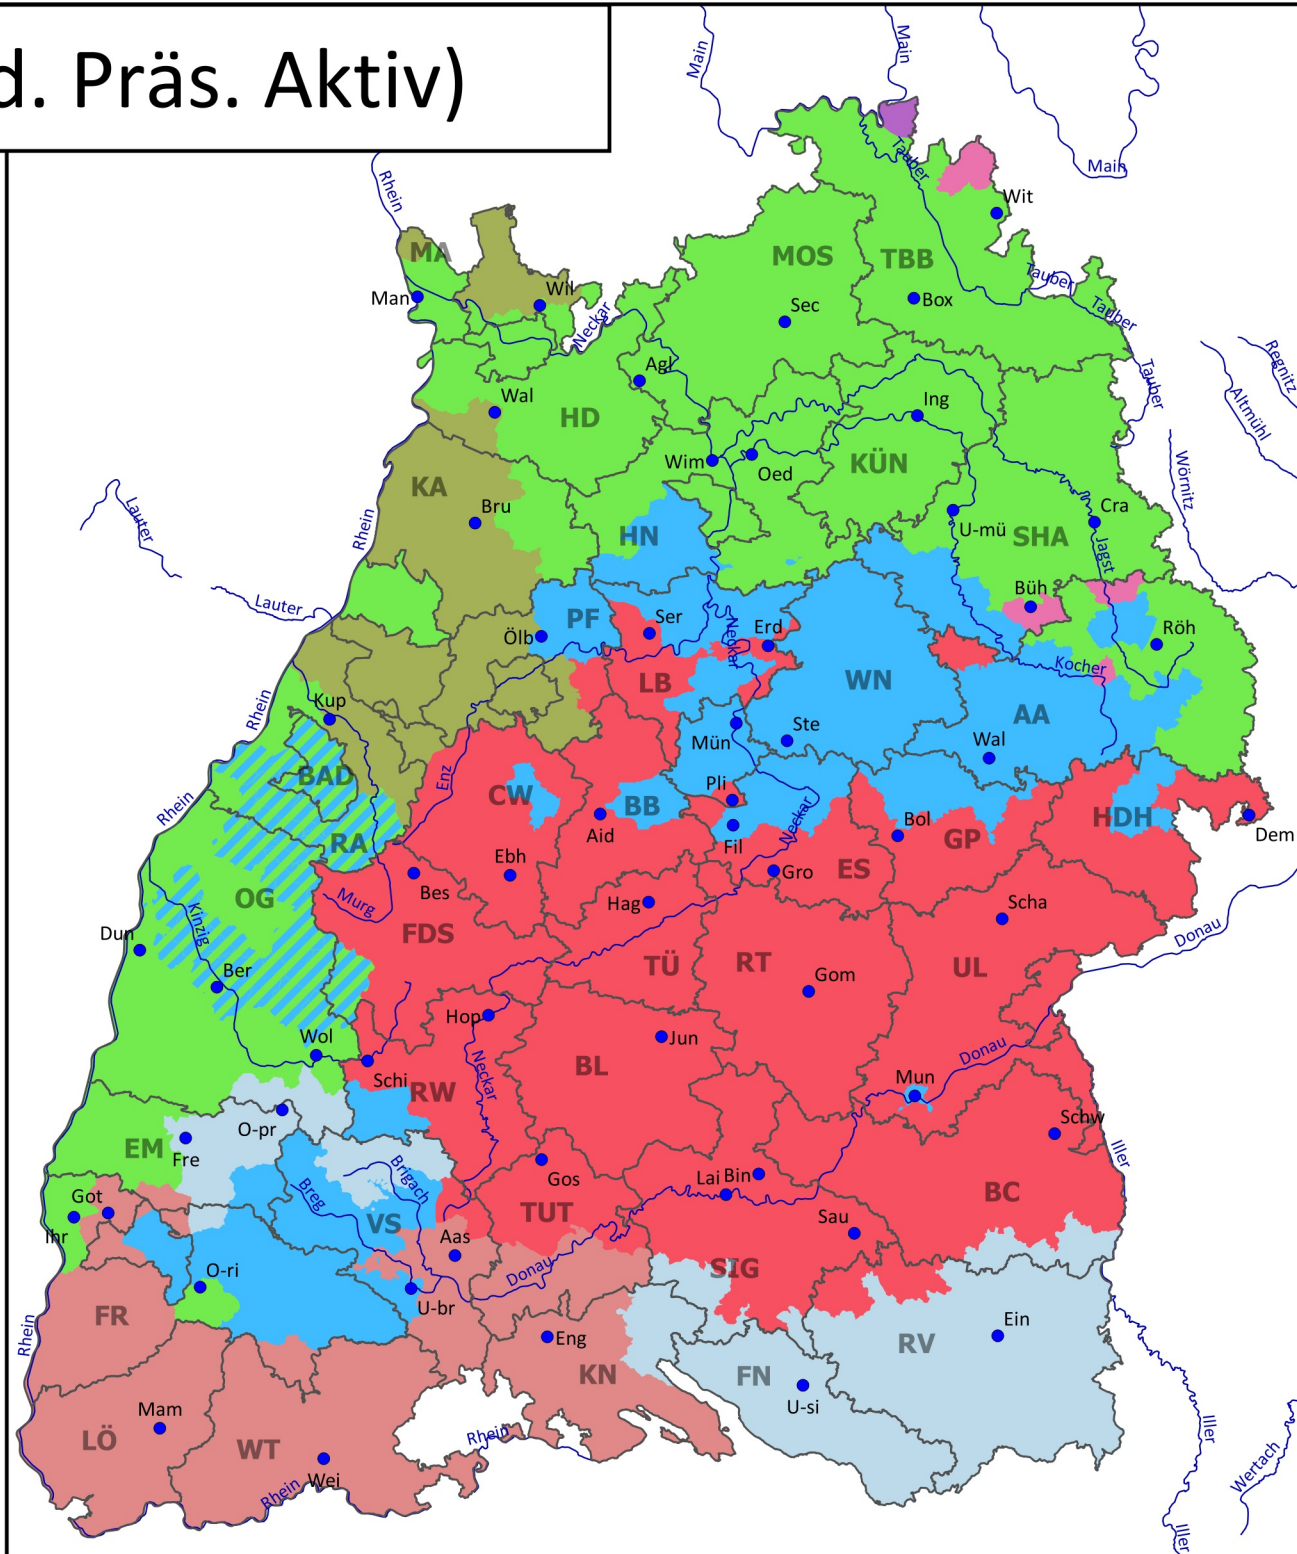 d. Präs. Aktiv)
Main
Main
Main
Tauber
Rhein
Wit
MA
MOS
TBB
Tauber
Man
Wil
Box
Neckar
Sec
Tauber
Regnitz
Agl
Tauber
Wal
HD
Ing
Altmühl
Wim
Oed
KÜN
KA
Wörnitz
Bru
Lauter
Rhein
HN
U-mü
SHA
Cra
Jagst
Büh
Lauter
PF
Ser
Erd
Röh
Ölb
Neckar
Kocher
LB
WN
Rhein
Kup
AA
Mün
Ste
Wal
BAD
Enz
CW
Pli
Rhein
BB
Neckar
Bol
HDH
Aid
Fil
GP
Dem
RA
Ebh
Bes
Gro
ES
OG
Murg
Hag
Scha
Kinzig
Dun
FDS
Donau
Ber
TÜ
RT
UL
Gom
Hop
Wol
Jun
Schi
Neckar
BL
Donau
RW
Mun
O-pr
Schw
EM
Fre
Iller
Brigach
Gos
Lai
Bin
Breg
BC
Got
VS
TUT
Sau
Ihr
Aas
O-ri
Donau
SIG
U-br
FR
Eng
Ein
Rhein
RV
KN
FN
U-si
Mam
LÖ
WT
Rhein
Iller
Wei
Rhein
Wertach
Iller